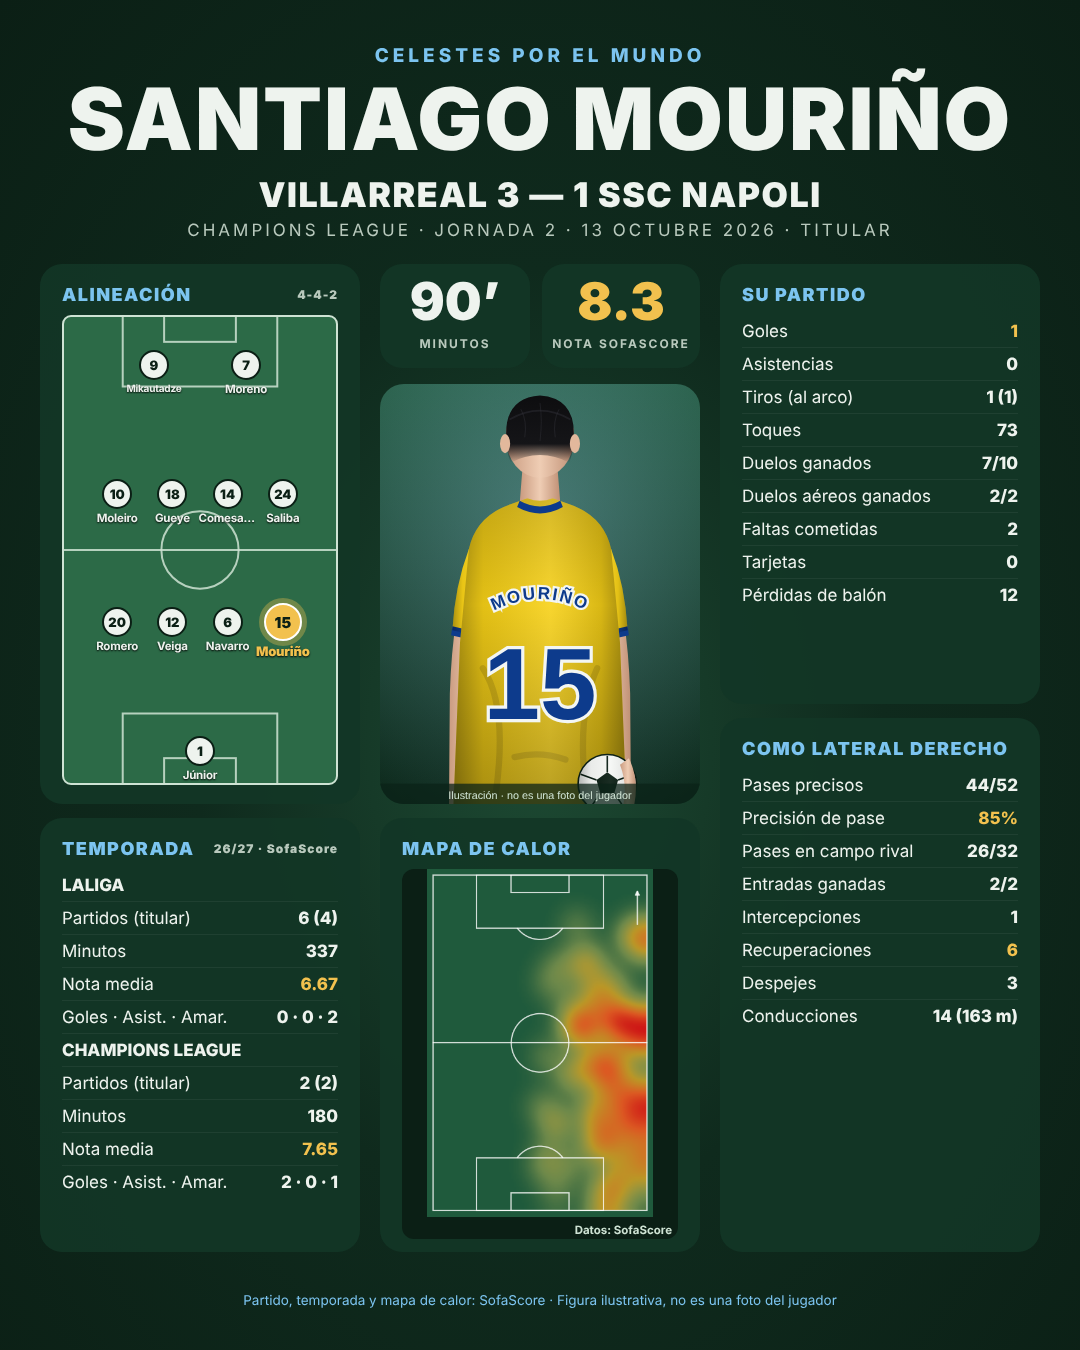 CELESTES POR EL MUNDO
SANTIAGO MOURIÑO
VILLARREAL 3 — 1 SSC NAPOLI
CHAMPIONS LEAGUE · JORNADA 2 · 13 OCTUBRE 2026 · TITULAR
ALINEACIÓN 4-4-2
9 7
Mikautadze Moreno
10 18 14 24
Moleiro Gueye Comesa... Saliba
20 12 6 15
Romero Veiga Navarro Mouriño
1
Júnior
90′
MINUTOS
8.3
NOTA SOFASCORE
MOURIÑO
15
Ilustración · no es una foto del jugador
SU PARTIDO
Goles 1
Asistencias 0
Tiros (al arco) 1 (1)
Toques 73
Duelos ganados 7/10
Duelos aéreos ganados 2/2
Faltas cometidas 2
Tarjetas 0
Pérdidas de balón 12
TEMPORADA 26/27 · SofaScore
LALIGA
Partidos (titular) 6 (4)
Minutos 337
Nota media 6.67
Goles · Asist. · Amar. 0 · 0 · 2
CHAMPIONS LEAGUE
Partidos (titular) 2 (2)
Minutos 180
Nota media 7.65
Goles · Asist. · Amar. 2 · 0 · 1
MAPA DE CALOR
Datos: SofaScore
COMO LATERAL DERECHO
Pases precisos 44/52
Precisión de pase 85%
Pases en campo rival 26/32
Entradas ganadas 2/2
Intercepciones 1
Recuperaciones 6
Despejes 3
Conducciones 14 (163 m)
Partido, temporada y mapa de calor: SofaScore · Figura ilustrativa, no es una foto del jugador